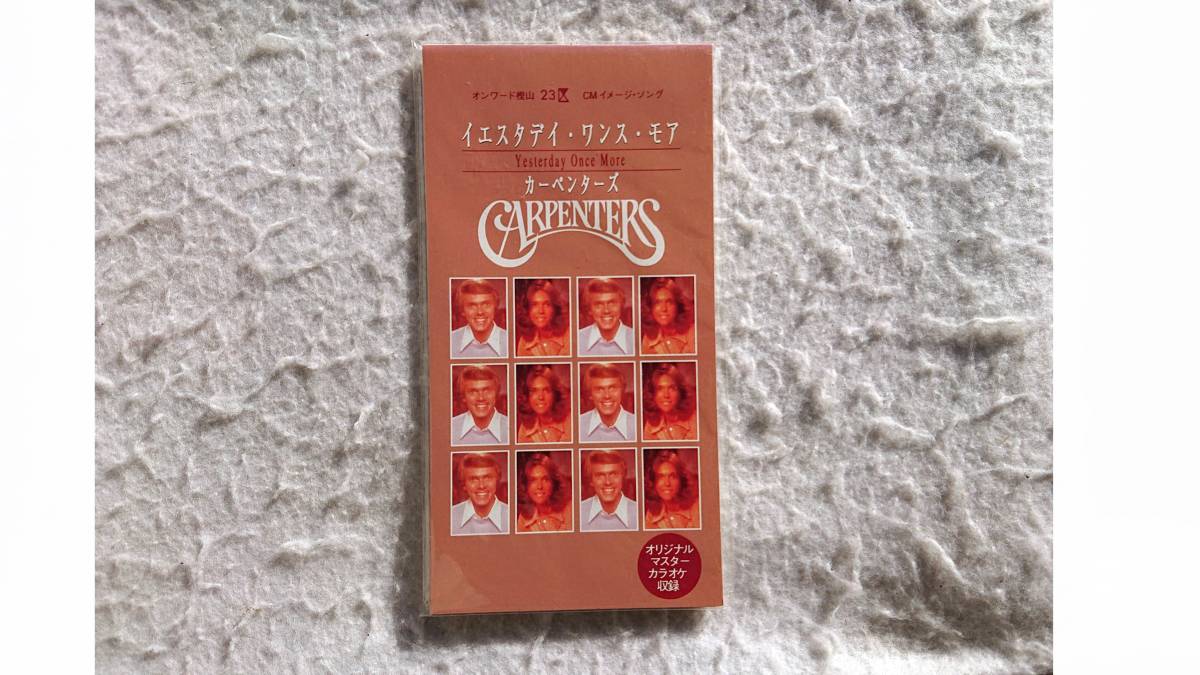 オンワード樫山 23区 CMイメージ・ソング
イエスタデイ・ワンス・モア
Yesterday Once More
カーペンターズ
CARPENTERS
オリジナル
マスター
カラオケ
収録